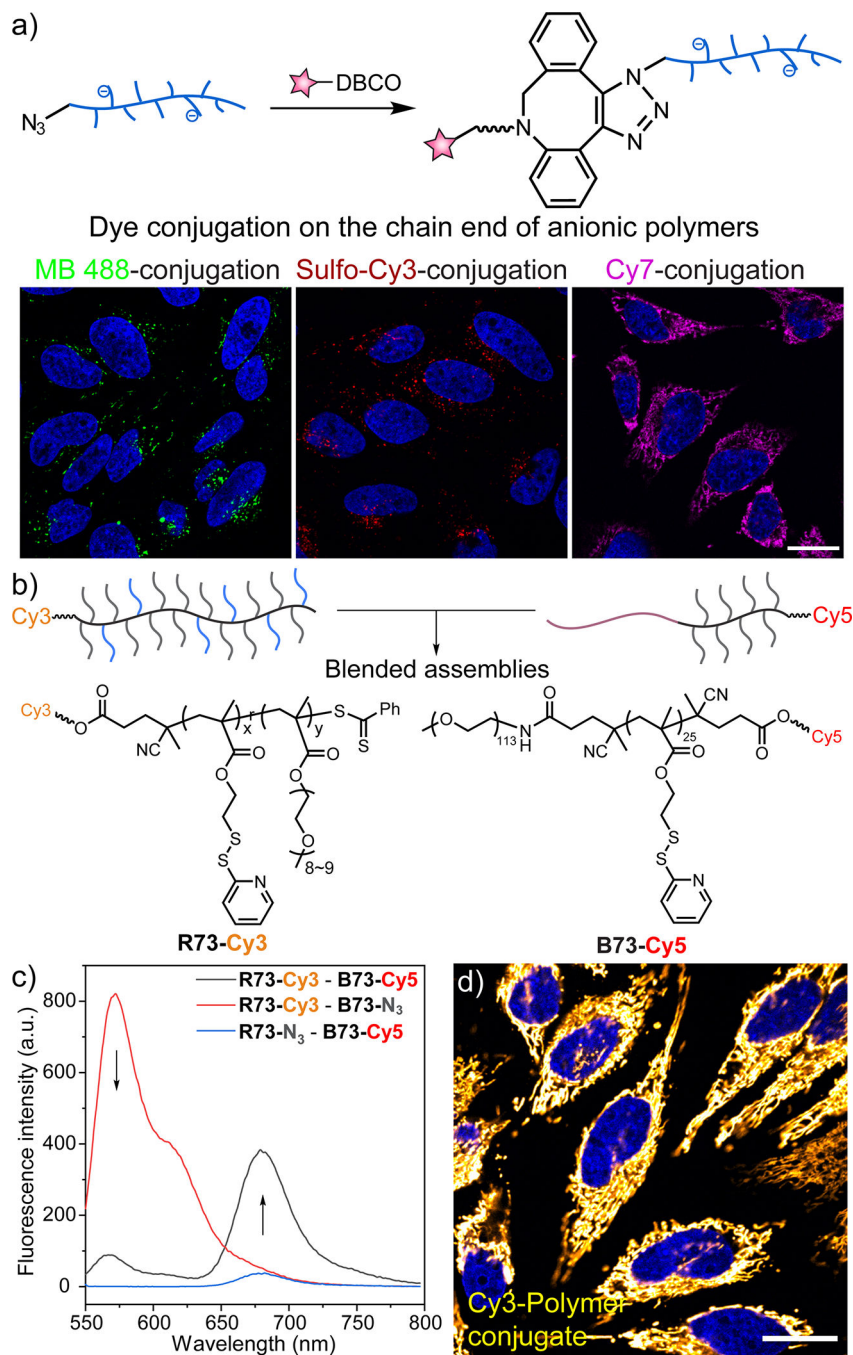 a)
DBCO
N₃
⊖
⊖
N
N
N
N
⊖
⊖
Dye conjugation on the chain end of anionic polymers
MB 488-conjugation
Sulfo-Cy3-conjugation
Cy7-conjugation
b)
Cy3
Cy5
Blended assemblies
Cy3
O
O
NC
r
x
y
S
Ph
S
O
O
O
O
O
8~9
S
S
N
R73-Cy3
O
113
N
H
O
NC
25
CN
O
O
Cy5
O
O
S
S
N
B73-Cy5
c)
R73-Cy3 - B73-Cy5
R73-Cy3 - B73-N₃
R73-N₃ - B73-Cy5
Fluorescence intensity (a.u.)
800
600
400
200
0
550
600
650
700
750
800
Wavelength (nm)
d)
Cy3-Polymer
conjugate